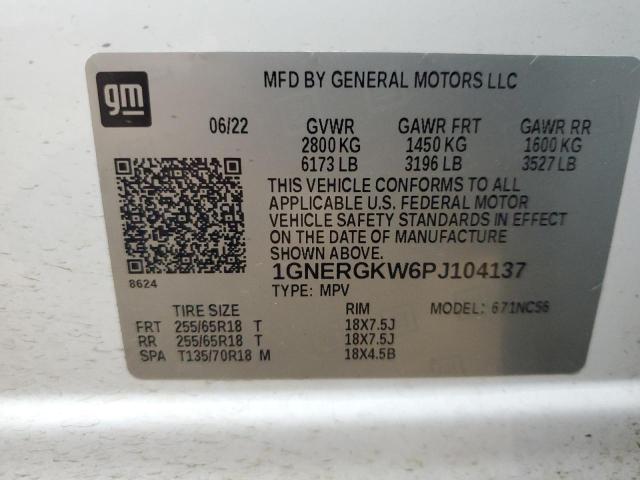 gm
MFD BY GENERAL MOTORS LLC
06/22 GVWR GAWR FRT GAWR RR
2800 KG 1450 KG 1600 KG
6173 LB 3196 LB 3527 LB
THIS VEHICLE CONFORMS TO ALL
APPLICABLE U.S. FEDERAL MOTOR
VEHICLE SAFETY STANDARDS IN EFFECT
ON THE DATE OF MANUFACTURE
SHOWN ABOVE.
1GNERGKW6PJ104137
8624
TYPE: MPV
TIRE SIZE RIM MODEL: 671NC56
FRT 255/65R18 T 18X7.5J
RR 255/65R18 T 18X7.5J
SPA T135/70R18 M 18X4.5B